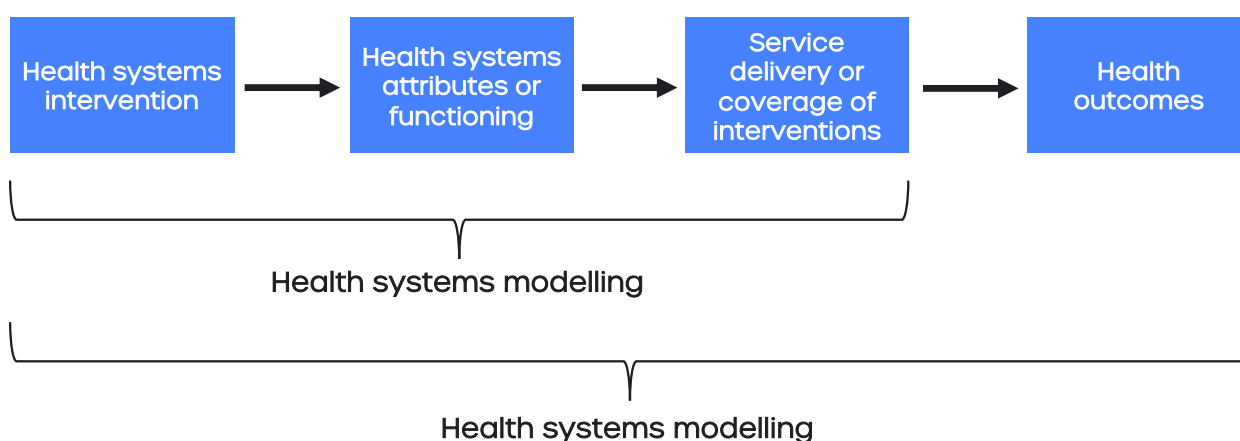 Health systems
intervention
Health systems
attributes or
functioning
Service
delivery or
coverage of
interventions
Health
outcomes
Health systems modelling
Health systems modelling